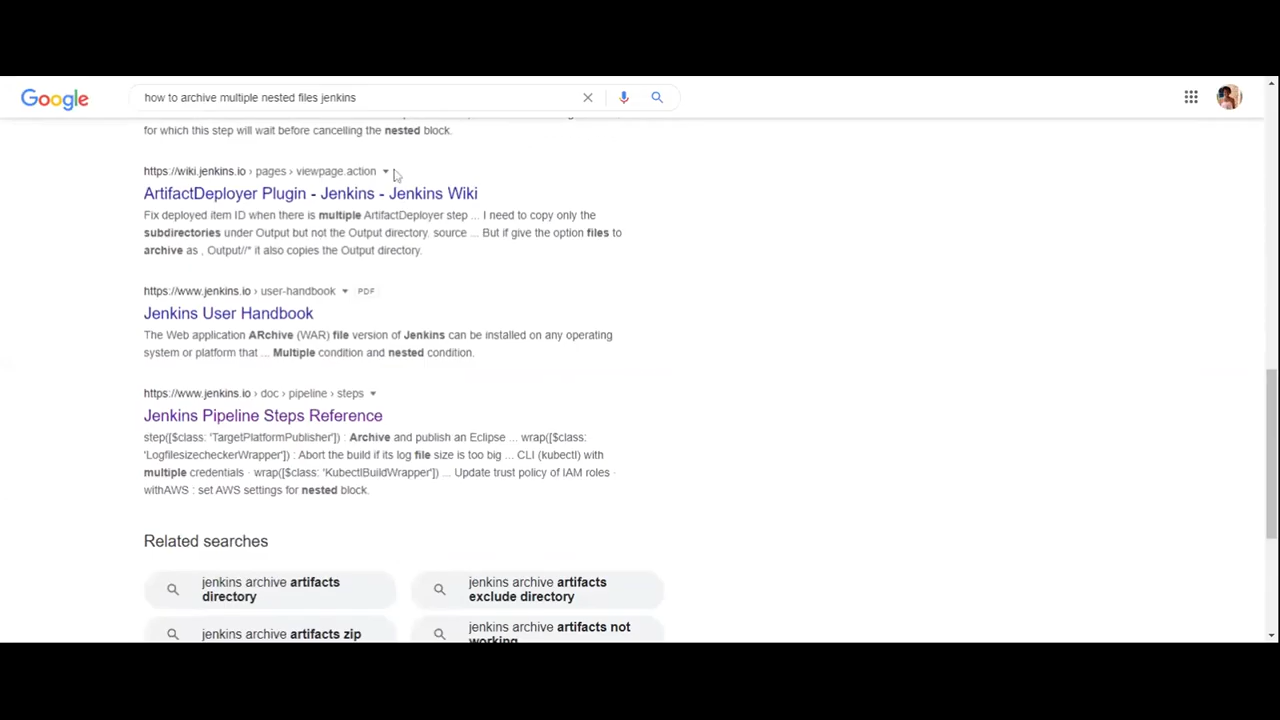 Google
how to archive multiple nested files jenkins
for which this step will wait before cancelling the nested block.
https://wiki.jenkins.io › pages › viewpage.action
ArtifactDeployer Plugin - Jenkins - Jenkins Wiki
Fix deployed item ID when there is multiple ArtifactDeployer step ... I need to copy only the
subdirectories under Output but not the Output directory. source ... But if give the option files to
archive as , Output//* it also copies the Output directory.
https://www.jenkins.io › user-handbook PDF
Jenkins User Handbook
The Web application ARchive (WAR) file version of Jenkins can be installed on any operating
system or platform that ... Multiple condition and nested condition.
https://www.jenkins.io › doc › pipeline › steps
Jenkins Pipeline Steps Reference
step([$class: 'TargetPlatformPublisher']) : Archive and publish an Eclipse ... wrap([$class:
'LogfilesizecheckerWrapper']) : Abort the build if its log file size is too big ... CLI (kubectl) with
multiple credentials · wrap([$class: 'KubectlBuildWrapper']) ... Update trust policy of IAM roles ·
withAWS : set AWS settings for nested block.
Related searches
jenkins archive artifacts
directory
jenkins archive artifacts
exclude directory
jenkins archive artifacts zip
jenkins archive artifacts not
working